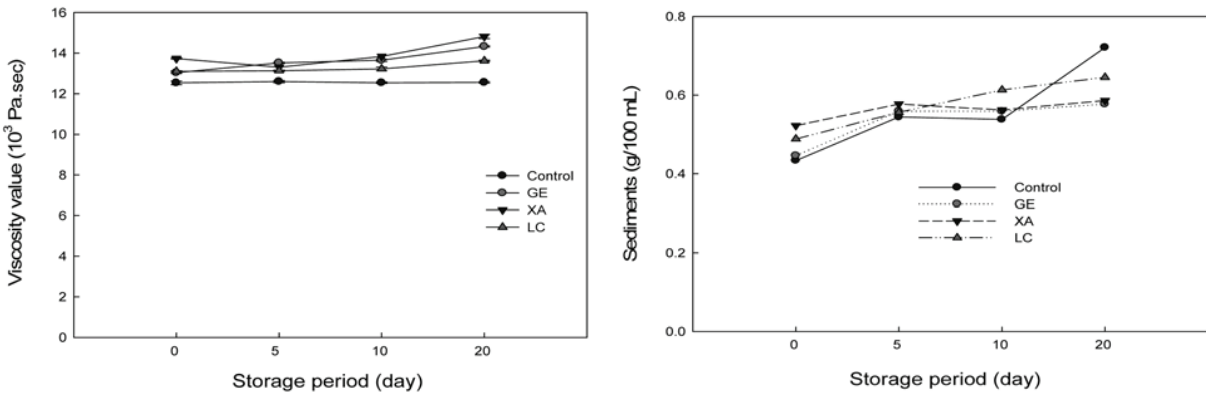 Viscosity value (10³ Pa.sec)
16
14
12
10
8
6
4
2
0
0 5 10 20
Storage period (day)
Control
GE
XA
LC
Sediments (g/100 mL)
0.8
0.6
0.4
0.2
0.0
0 5 10 20
Storage period (day)
Control
GE
XA
LC